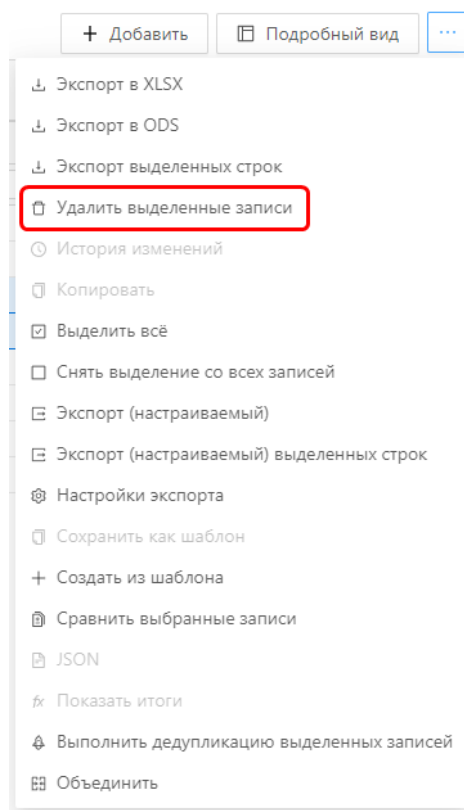 + Добавить
Подробный вид
...
Экспорт в XLSX
Экспорт в ODS
Экспорт выделенных строк
Удалить выделенные записи
История изменений
Копировать
Выделить всё
Снять выделение со всех записей
Экспорт (настраиваемый)
Экспорт (настраиваемый) выделенных строк
Настройки экспорта
Сохранить как шаблон
+ Создать из шаблона
Сравнить выбранные записи
JSON
fx Показать итоги
Выполнить дедупликацию выделенных записей
Объединить